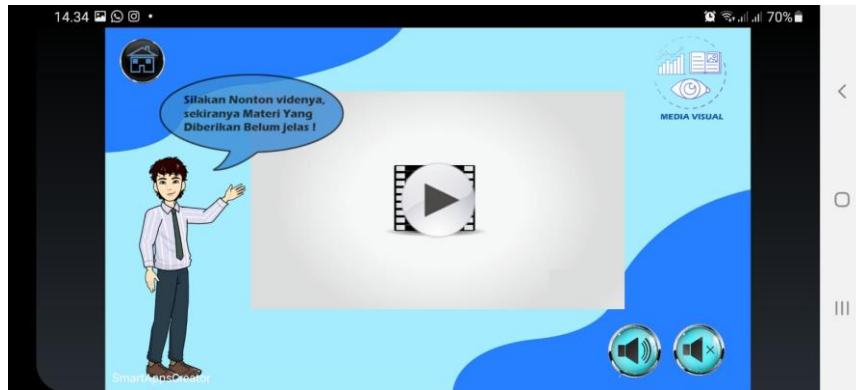 14.34
70%
Silakan Nonton videnya,
sekiranya Materi Yang
Diberikan Belum jelas !
MEDIA VISUAL
SmartAppsCreator